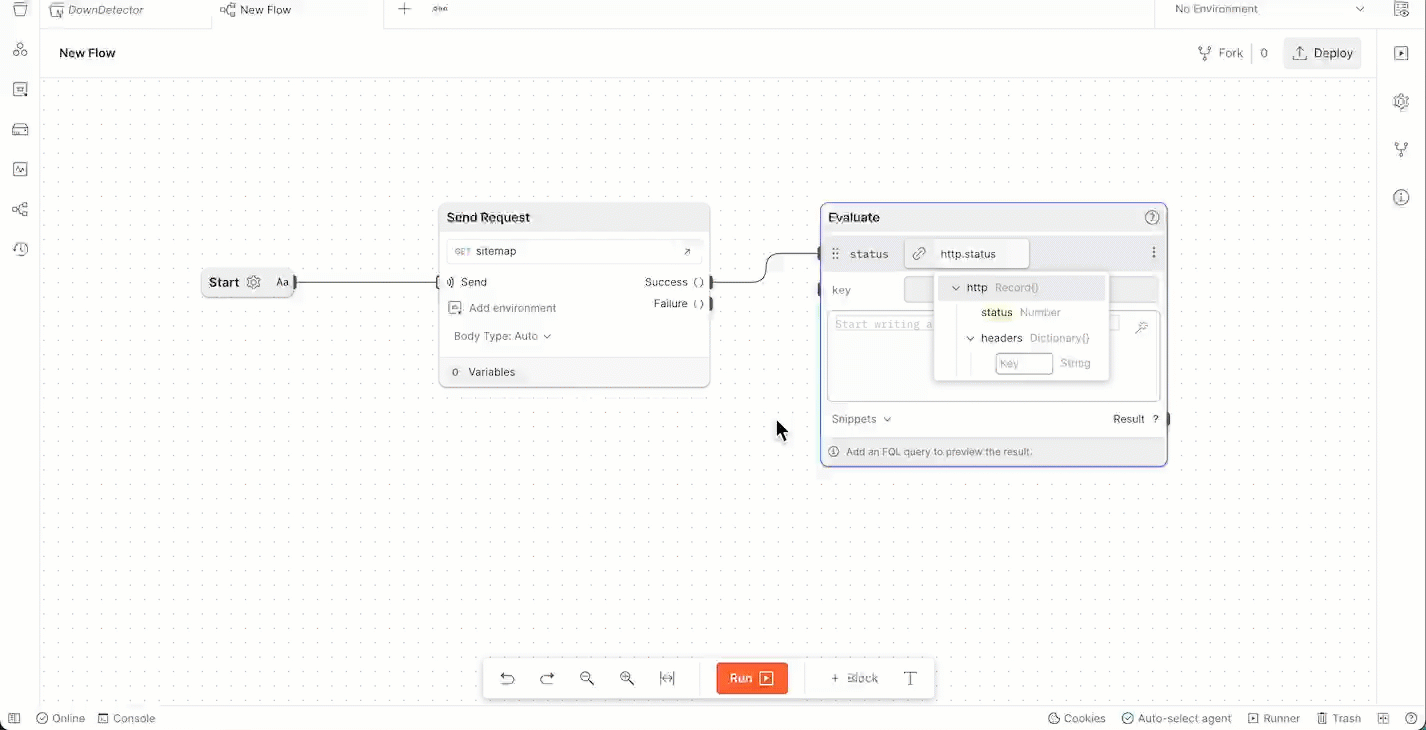 DownDetector
New Flow
No Environment
New Flow
Fork 0
Deploy
Send Request
GET sitemap
Send
Success ()
Failure ()
Add environment
Body Type: Auto
0 Variables
Start Aa
Evaluate
status http.status
key
http Record{}
status Number
headers Dictionary{}
Key String
Start writing a
Snippets
Result ?
Add an FQL query to preview the result.
Run
+ Block T
Online
Console
Cookies
Auto-select agent
Runner
Trash